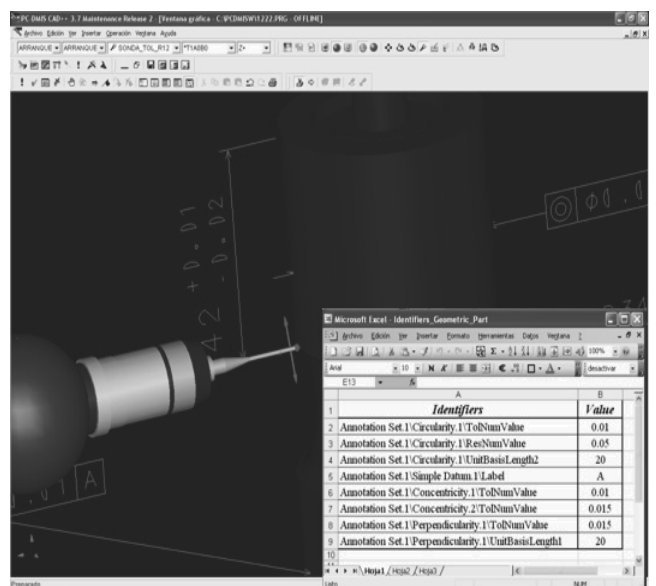 PC-DMIS CAD++ 3.7 Maintenance Release 2 - [Ventana gráfica - C:\PCDMISW\1222.PRG - OFFLINE]
Archivo Edición Ver Insertar Operación Ventana Ayuda
ARRANQUE ARRANQUE SONDA_TOL_R12 *T1A0B0 Z+
42 +D.D1
-D.D2
A
Microsoft Excel - Identifiers_Geometric_Part
Archivo Edición Ver Insertar Formato Herramientas Datos Ventana ?
100%
Arial 10 N K S € desactivar
E13 fx
A B
1 Identifiers Value
2 Annotation Set.1\Circularity.1\TolNumValue 0.01
3 Annotation Set.1\Circularity.1\ResNumValue 0.05
4 Annotation Set.1\Circularity.1\UnitBasisLength2 20
5 Annotation Set.1\Simple Datum.1\Label A
6 Annotation Set.1\Concentricity.1\TolNumValue 0.01
7 Annotation Set.1\Concentricity.2\TolNumValue 0.015
8 Annotation Set.1\Perpendicularity.1\TolNumValue 0.015
9 Annotation Set.1\Perpendicularity.1\UnitBasisLength1 20
10
Hoja1 Hoja2 Hoja3
Listo NUM
Preparado